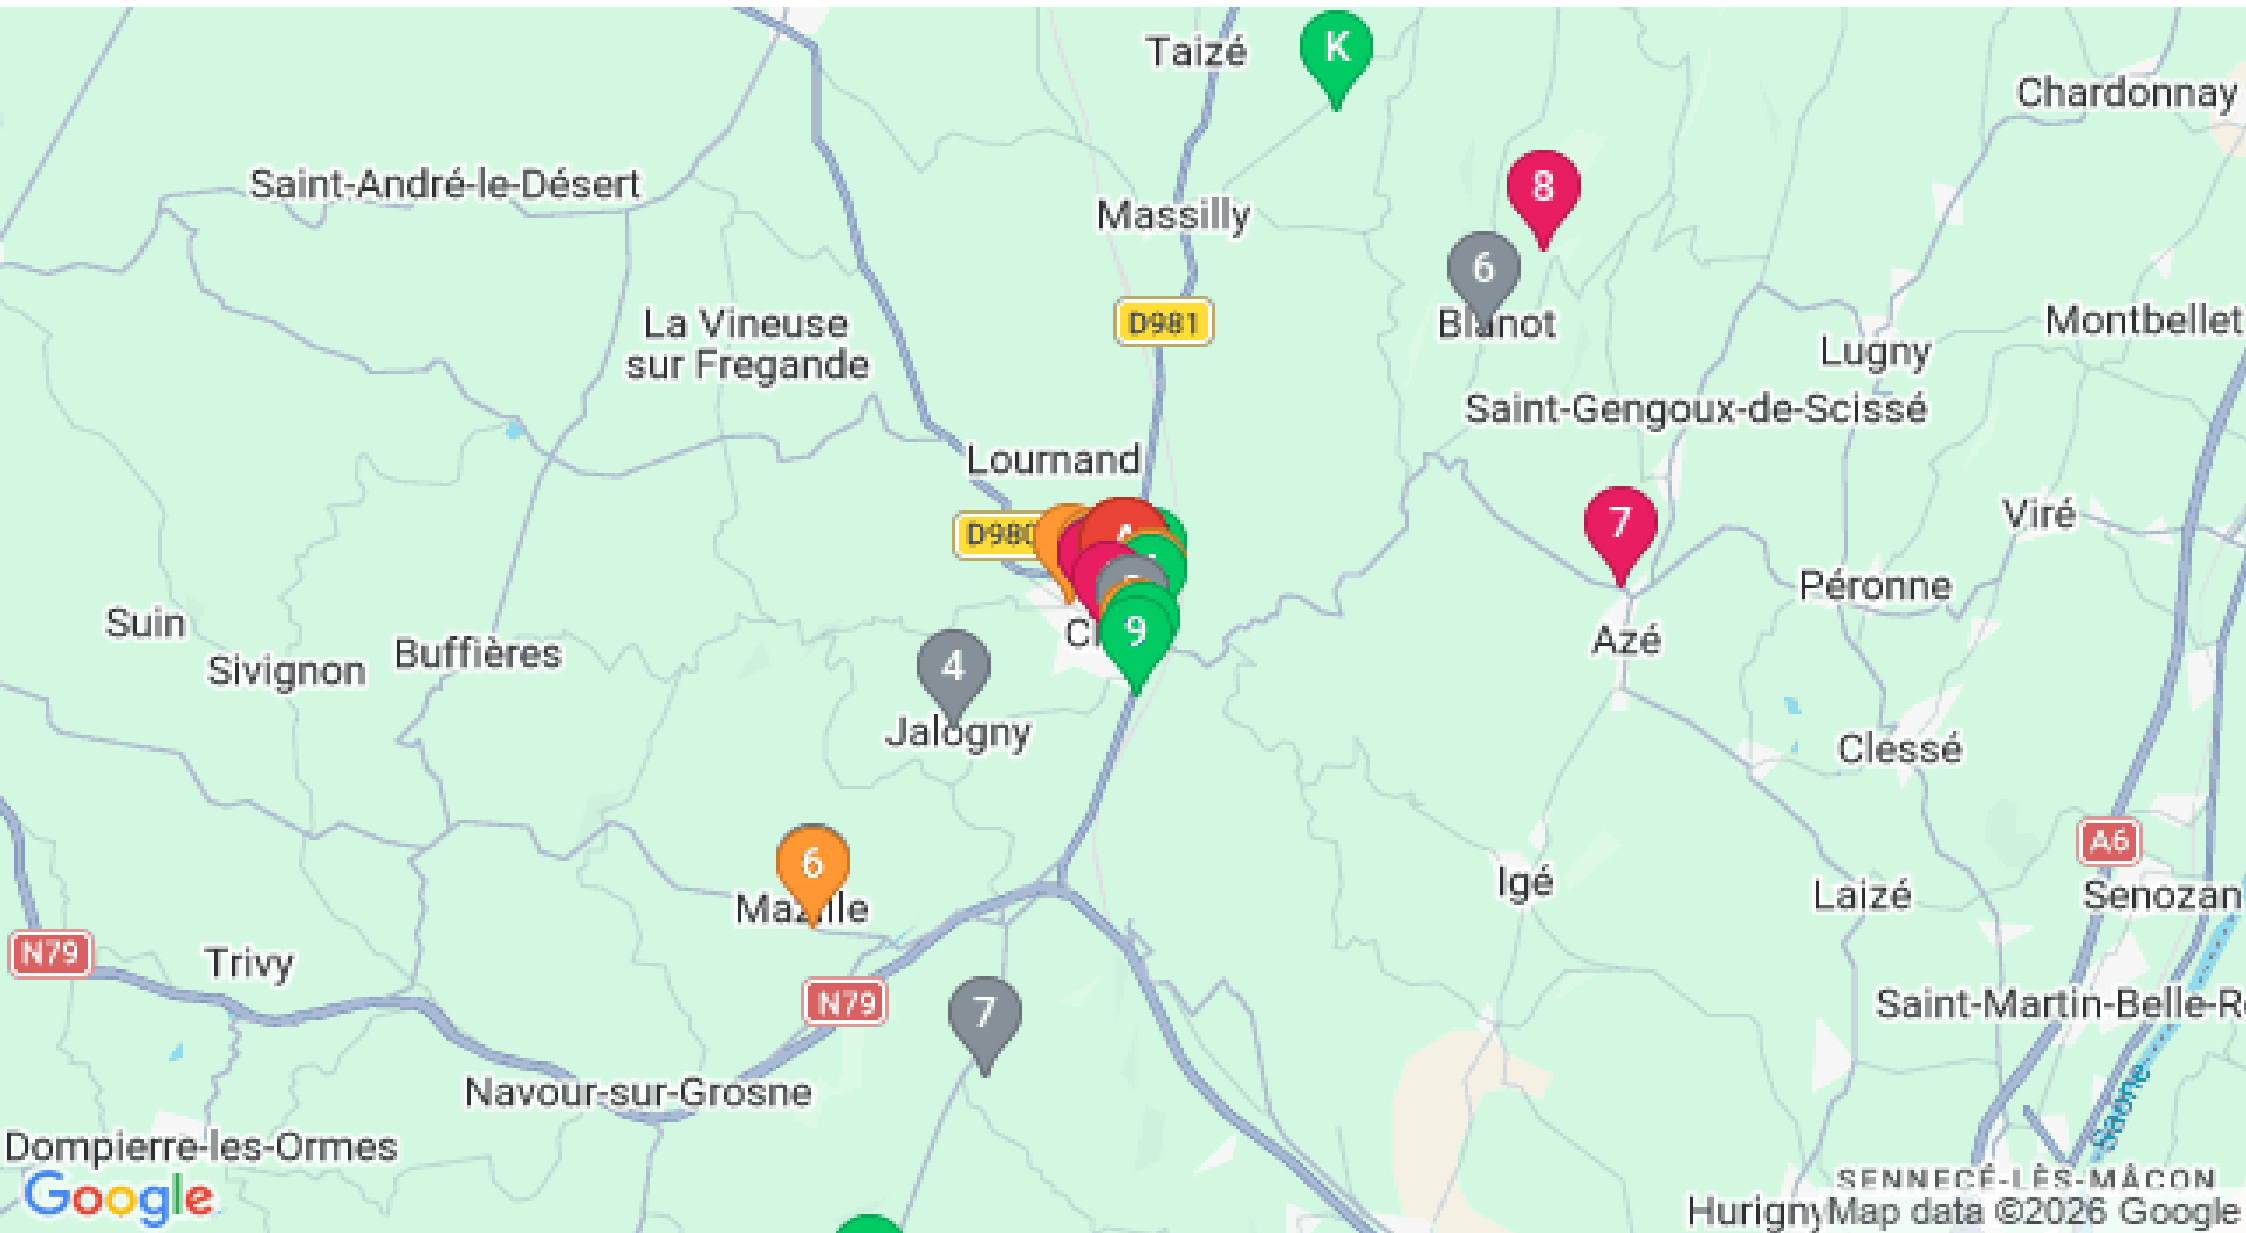 Taizé
K
Chardonnay
Saint-André-le-Désert
8
Massilly
6
La Vineuse
sur Fregande
D981
Blanot
Montbellet
Lugny
Saint-Gengoux-de-Scissé
Lournand
D980
A
7
Viré
Péronne
Suin
Sivignon
Buffières
4
9
Azé
Jalogny
Clessé
6
Mazille
Igé
A6
Laizé
Senozan
N79
Trivy
N79
7
Saint-Martin-Belle-R
Navour-sur-Grosne
Saône
Dompierre-les-Ormes
Google
SENNECÉ-LÈS-MÂCON
Hurigny
Map data ©2026 Google